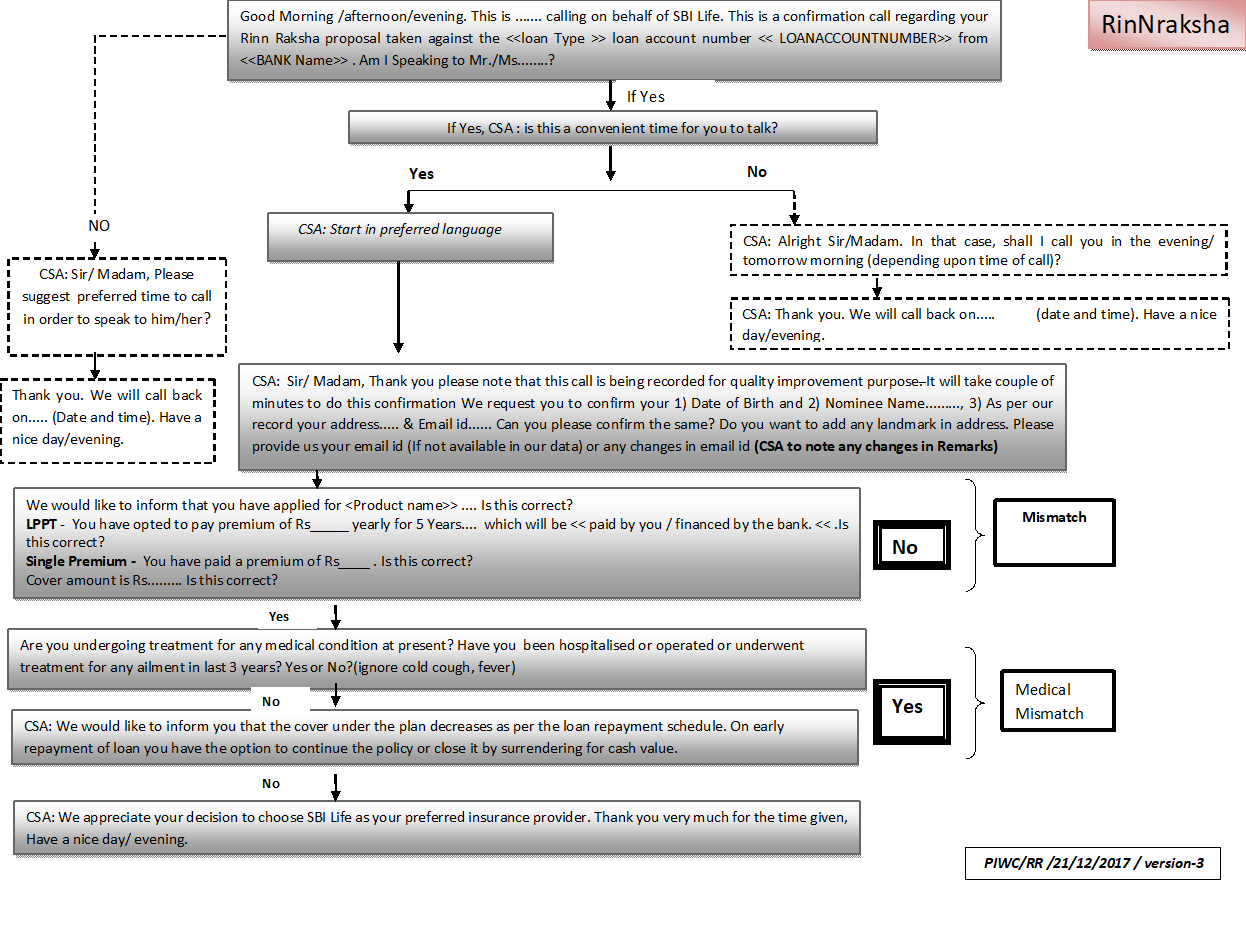 Good Morning /afternoon/evening. This is ....... calling on behalf of SBI Life. This is a confirmation call regarding your
Rinn Raksha proposal taken against the <<loan Type >> loan account number << LOANACCOUNTNUMBER>> from
<<BANK Name>> . Am I Speaking to Mr./Ms........?
RinNraksha
If Yes
If Yes, CSA : is this a convenient time for you to talk?
Yes
No
NO
CSA: Start in preferred language
CSA: Alright Sir/Madam. In that case, shall I call you in the evening/
tomorrow morning (depending upon time of call)?
CSA: Sir/ Madam, Please
suggest preferred time to call
in order to speak to him/her?
CSA: Thank you. We will call back on..... (date and time). Have a nice
day/evening.
Thank you. We will call back
on..... (Date and time). Have a
nice day/evening.
CSA: Sir/ Madam, Thank you please note that this call is being recorded for quality improvement purpose. It will take couple of
minutes to do this confirmation We request you to confirm your 1) Date of Birth and 2) Nominee Name........., 3) As per our
record your address..... & Email id...... Can you please confirm the same? Do you want to add any landmark in address. Please
provide us your email id (If not available in our data) or any changes in email id (CSA to note any changes in Remarks)
We would like to inform that you have applied for <Product name>> .... Is this correct?
LPPT - You have opted to pay premium of Rs_____ yearly for 5 Years.... which will be << paid by you / financed by the bank. << .Is
this correct?
Single Premium - You have paid a premium of Rs____ . Is this correct?
Cover amount is Rs......... Is this correct?
No
Mismatch
Yes
Are you undergoing treatment for any medical condition at present? Have you been hospitalised or operated or underwent
treatment for any ailment in last 3 years? Yes or No?(ignore cold cough, fever)
Yes
Medical
Mismatch
No
CSA: We would like to inform you that the cover under the plan decreases as per the loan repayment schedule. On early
repayment of loan you have the option to continue the policy or close it by surrendering for cash value.
No
CSA: We appreciate your decision to choose SBI Life as your preferred insurance provider. Thank you very much for the time given,
Have a nice day/ evening.
PIWC/RR /21/12/2017 / version-3